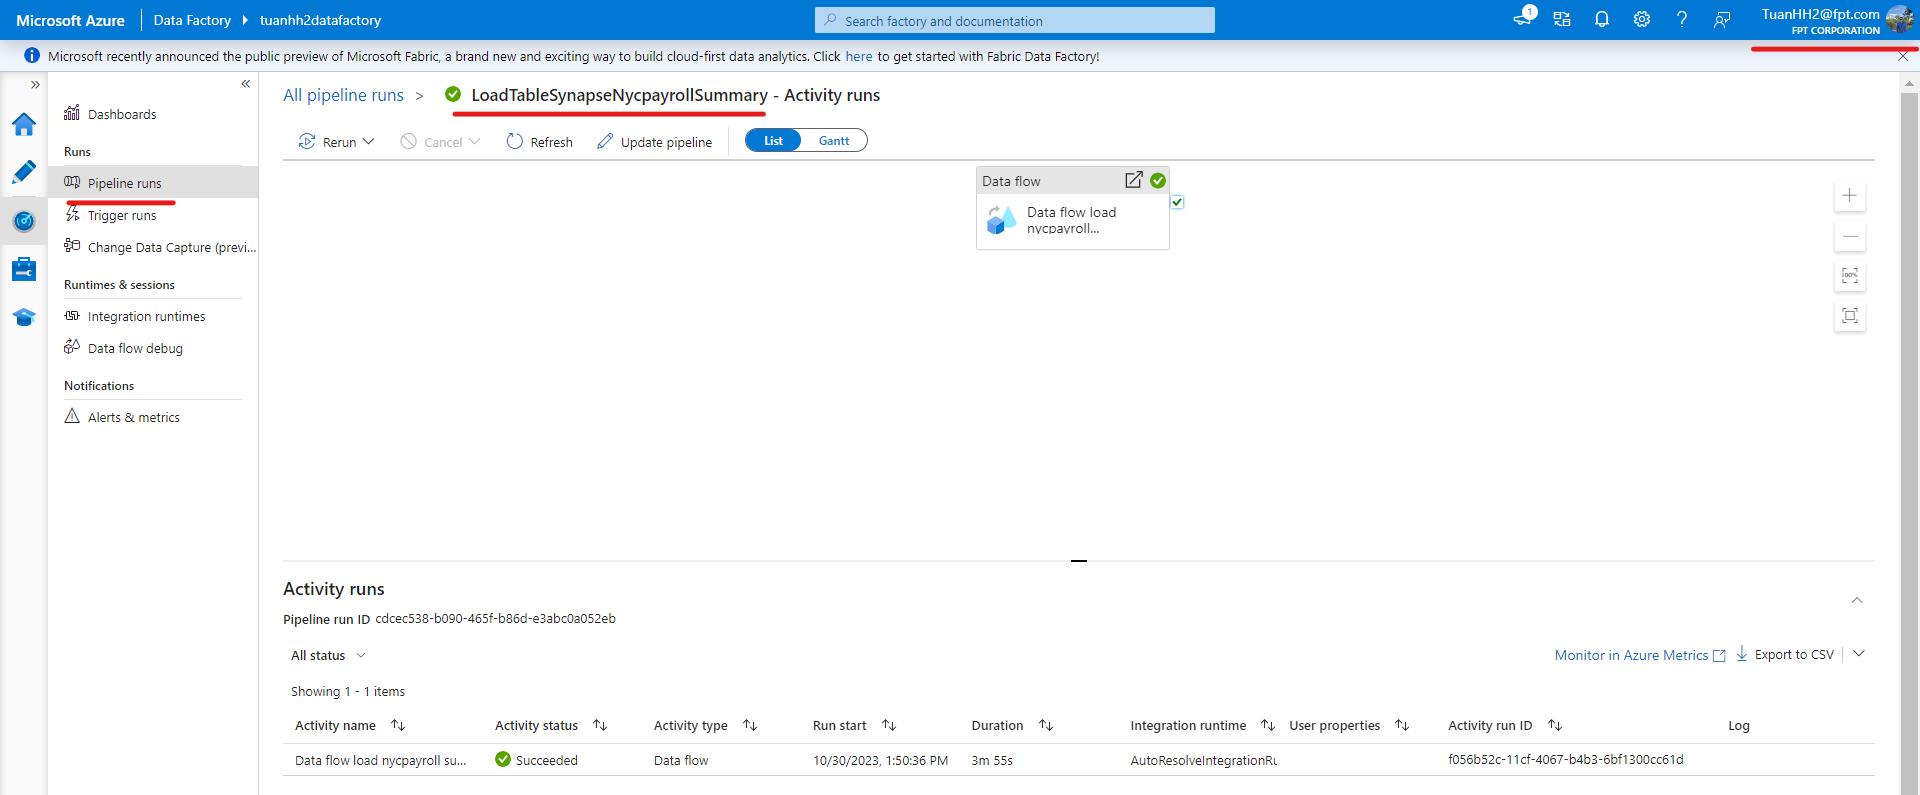 Microsoft Azure
Data Factory
tuanhh2datafactory
Search factory and documentation
1
TuanHH2@fpt.com
FPT CORPORATION
Microsoft recently announced the public preview of Microsoft Fabric, a brand new and exciting way to build cloud-first data analytics. Click here to get started with Fabric Data Factory!
Dashboards
Runs
Pipeline runs
Trigger runs
Change Data Capture (previ...
Runtimes & sessions
Integration runtimes
Data flow debug
Notifications
Alerts & metrics
All pipeline runs > LoadTableSynapseNycpayrollSummary - Activity runs
Rerun
Cancel
Refresh
Update pipeline
List
Gantt
Data flow
Data flow load
nycpayroll...
100%
Activity runs
Pipeline run ID cdcec538-b090-465f-b86d-e3abc0a052eb
All status
Monitor in Azure Metrics
Export to CSV
Showing 1 - 1 items
Activity name Activity status Activity type Run start Duration Integration runtime User properties Activity run ID Log
Data flow load nycpayroll su... Succeeded Data flow 10/30/2023, 1:50:36 PM 3m 55s AutoResolveIntegrationRu f056b52c-11cf-4067-b4b3-6bf1300cc61d